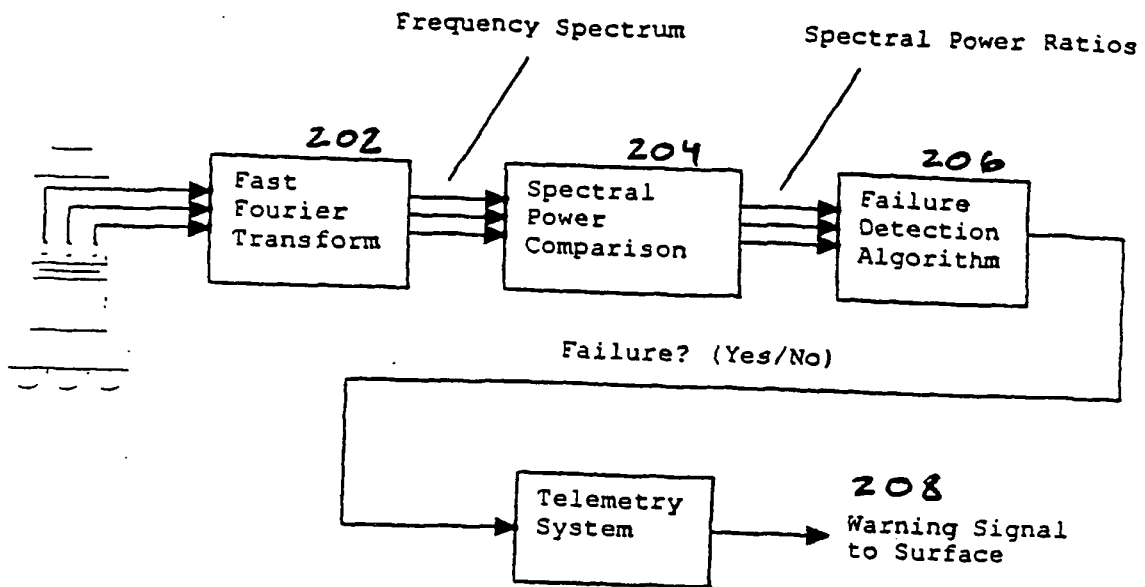 Frequency Spectrum
Spectral Power Ratios
202
204
206
Fast
Fourier
Transform
Spectral
Power
Comparison
Failure
Detection
Algorithm
Failure? (Yes/No)
Telemetry
System
208
Warning Signal
to Surface